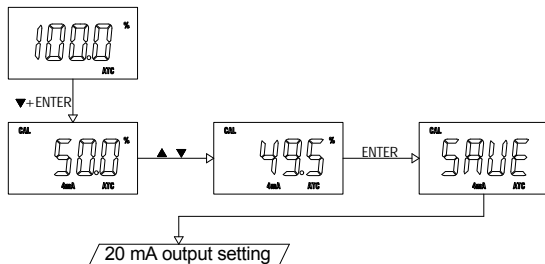 100.0 %
ATC
▼+ENTER
CAL
50.0 %
4mA ATC
▲ ▼
CAL
49.5 %
4mA ATC
ENTER
CAL
SAVE
4mA ATC
20 mA output setting